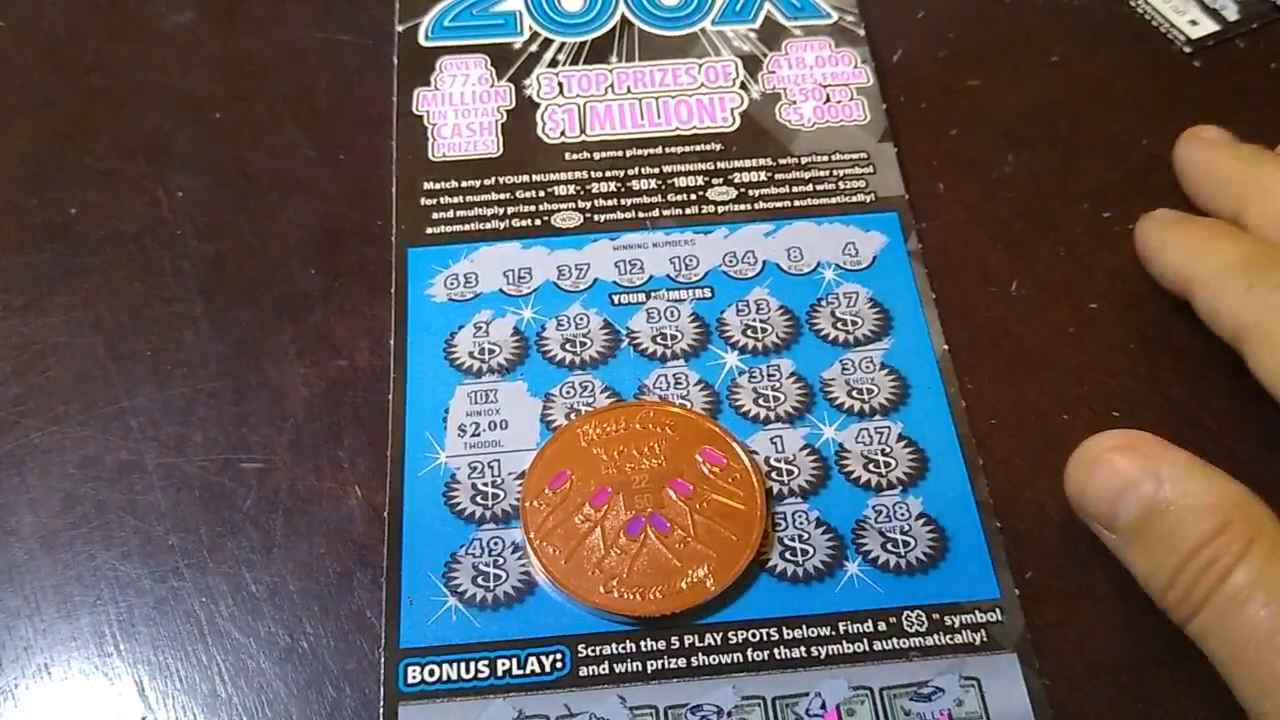 200X
OVER
$77.6
MILLION
IN TOTAL
CASH
PRIZES!
3 TOP PRIZES OF
$1 MILLION!
OVER
418,000
PRIZES FROM
$50 TO
$5,000!
Each game played separately.
Match any of YOUR NUMBERS to any of the WINNING NUMBERS, win prize shown
for that number. Get a "10X", "20X", "50X", "100X" or "200X" multiplier symbol
and multiply prize shown by that symbol. Get a " " symbol and win $200
automatically! Get a "WIN" symbol and win all 20 prizes shown automatically!
WINNING NUMBERS
63 15 37 12 19 64 8 4
YOUR NUMBERS
2 39 30 53 57
$ $ $ $ $
10X 62 43 35 36
WIN10X
$2.00
TWODOL
21 1 47
$ $ $
49 58 28
$ $ $
22
50
BONUS PLAY:
Scratch the 5 PLAY SPOTS below. Find a "$$" symbol
and win prize shown for that symbol automatically!